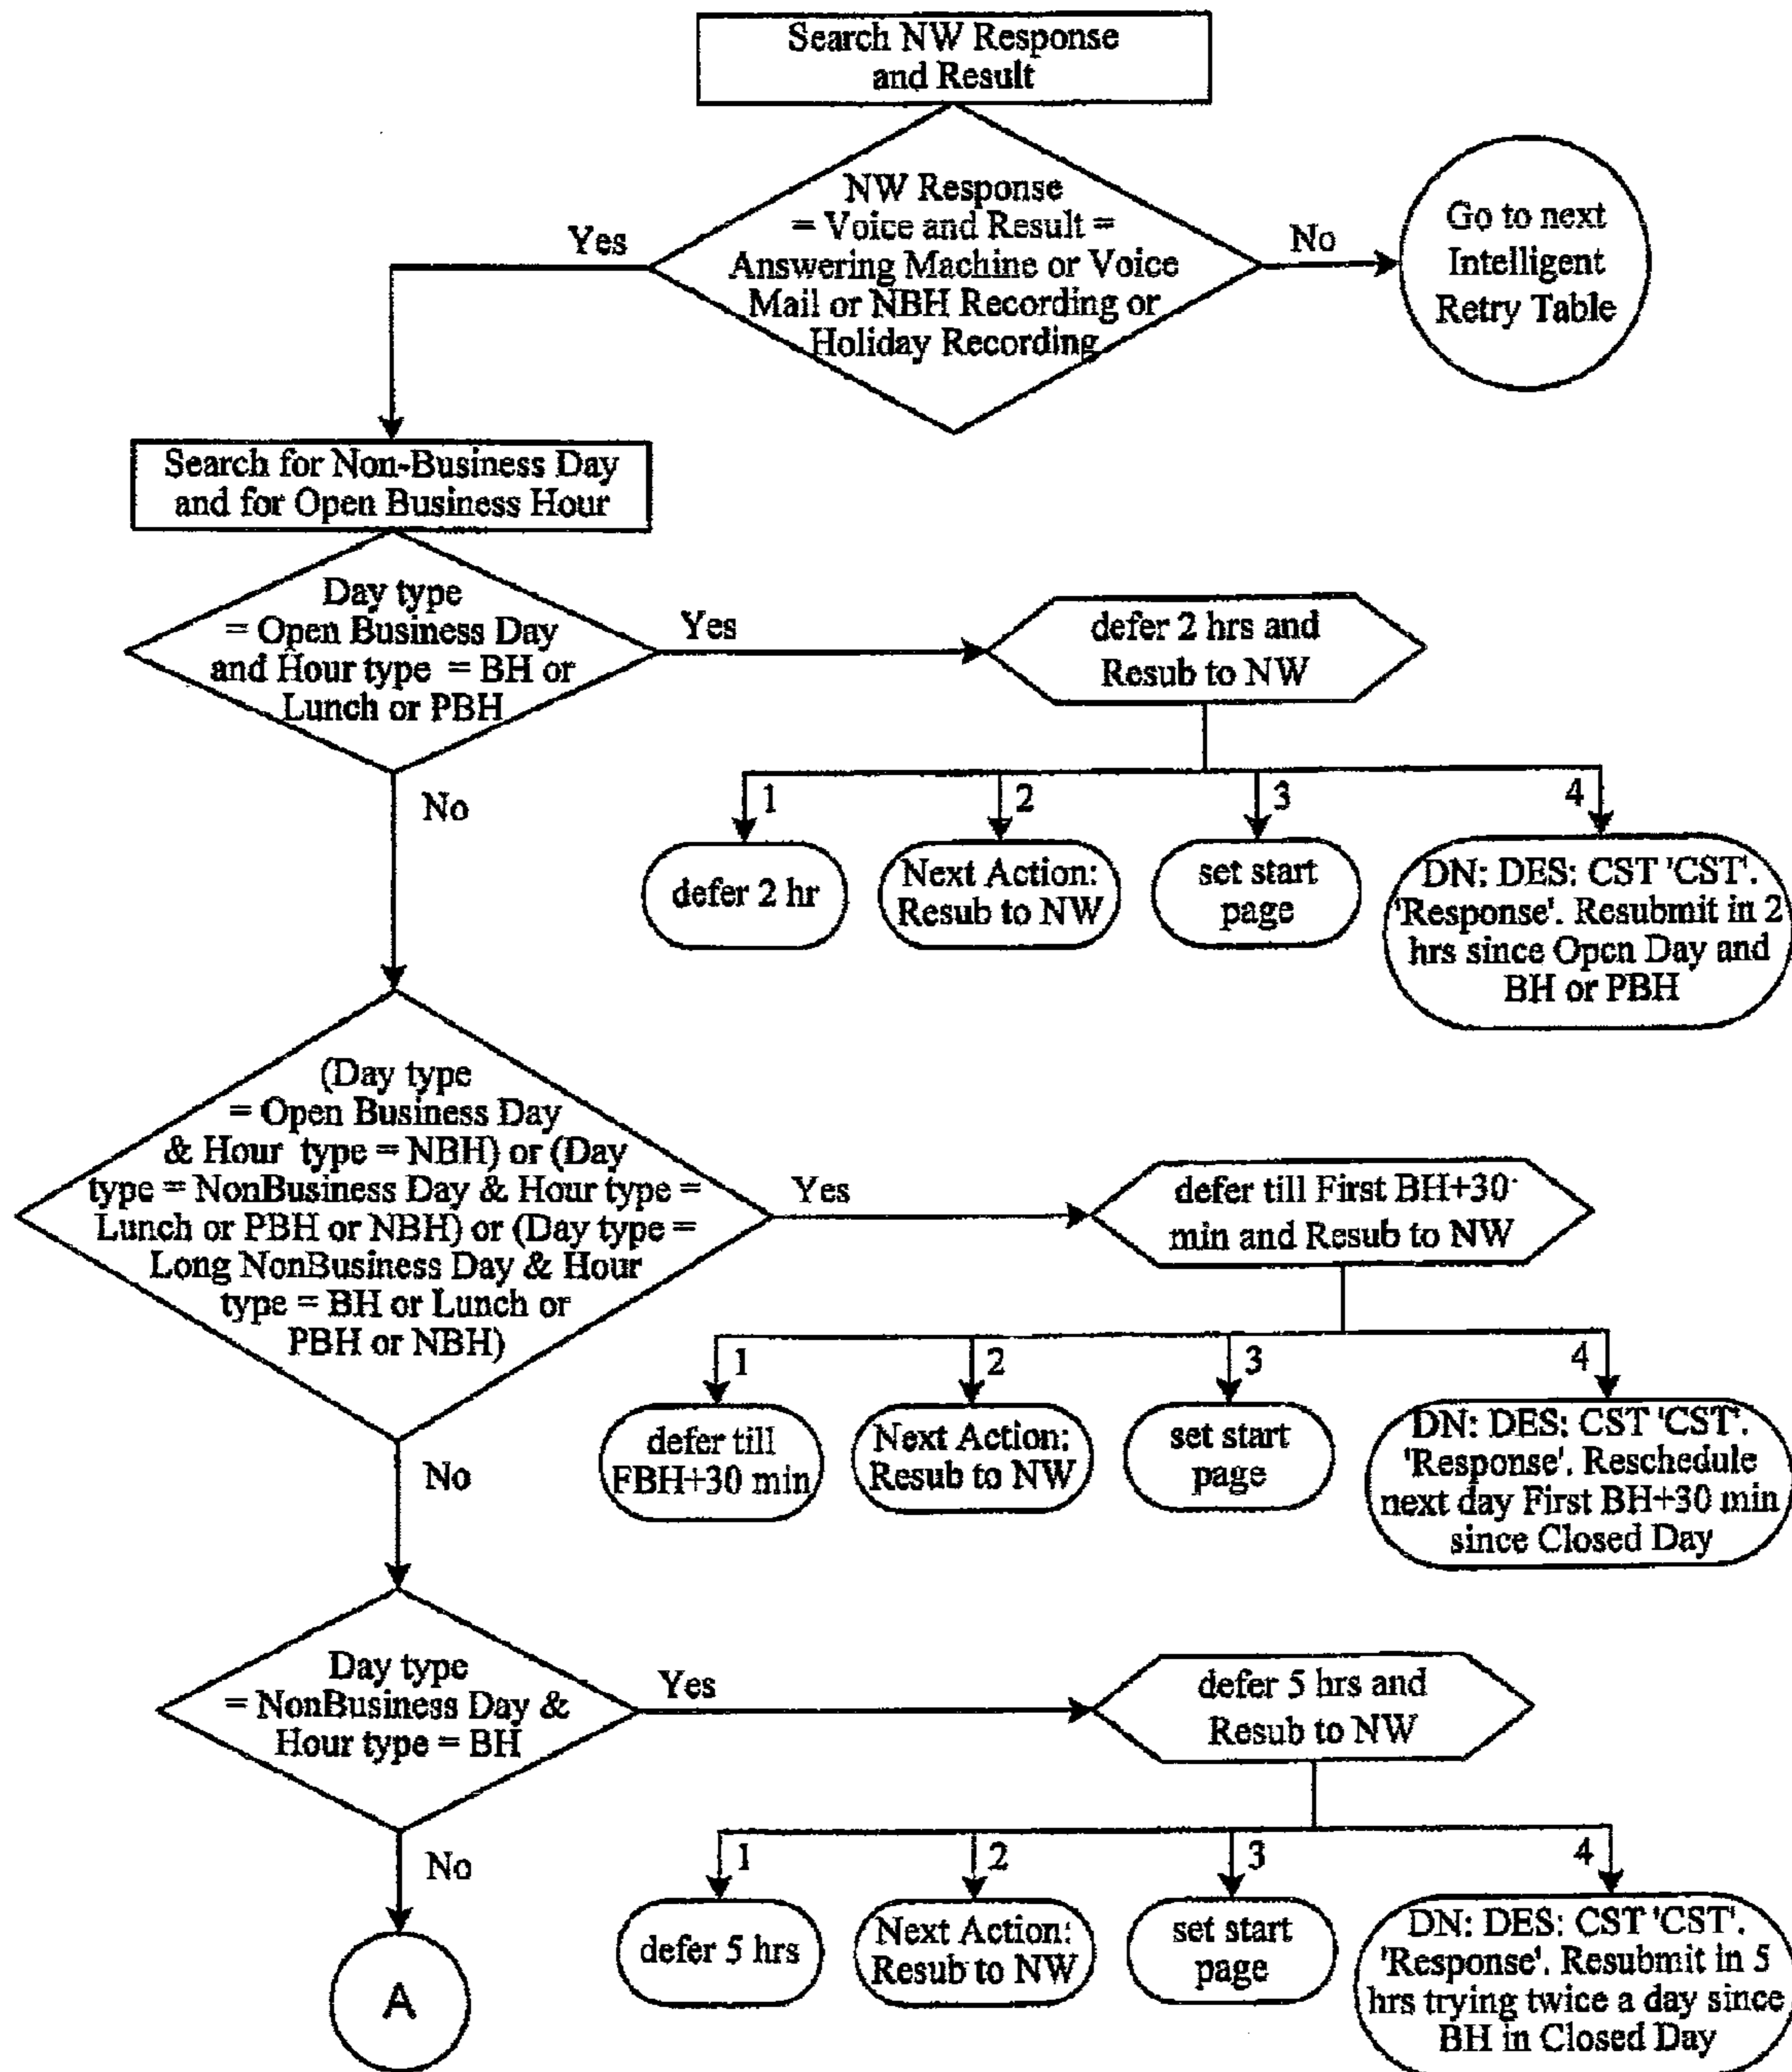 Search NW Response
and Result
NW Response
= Voice and Result =
Answering Machine or Voice
Mail or NBH Recording or
Holiday Recording
Yes
No
Go to next
Intelligent
Retry Table
Search for Non-Business Day
and for Open Business Hour
Day type
= Open Business Day
and Hour type = BH or
Lunch or PBH
Yes
defer 2 hrs and
Resub to NW
No
1
2
3
4
defer 2 hr
Next Action:
Resub to NW
set start
page
DN: DES: CST 'CST'.
'Response'. Resubmit in 2
hrs since Open Day and
BH or PBH
(Day type
= Open Business Day
& Hour type = NBH) or (Day
type = NonBusiness Day & Hour type =
Lunch or PBH or NBH) or (Day type =
Long NonBusiness Day & Hour
type = BH or Lunch or
PBH or NBH)
Yes
defer till First BH+30
min and Resub to NW
No
1
2
3
4
defer till
FBH+30 min
Next Action:
Resub to NW
set start
page
DN: DES: CST 'CST'.
'Response'. Reschedule
next day First BH+30 min
since Closed Day
Day type
= NonBusiness Day &
Hour type = BH
Yes
defer 5 hrs and
Resub to NW
No
1
2
3
4
defer 5 hrs
Next Action:
Resub to NW
set start
page
DN: DES: CST 'CST'.
'Response'. Resubmit in 5
hrs trying twice a day since
BH in Closed Day
A